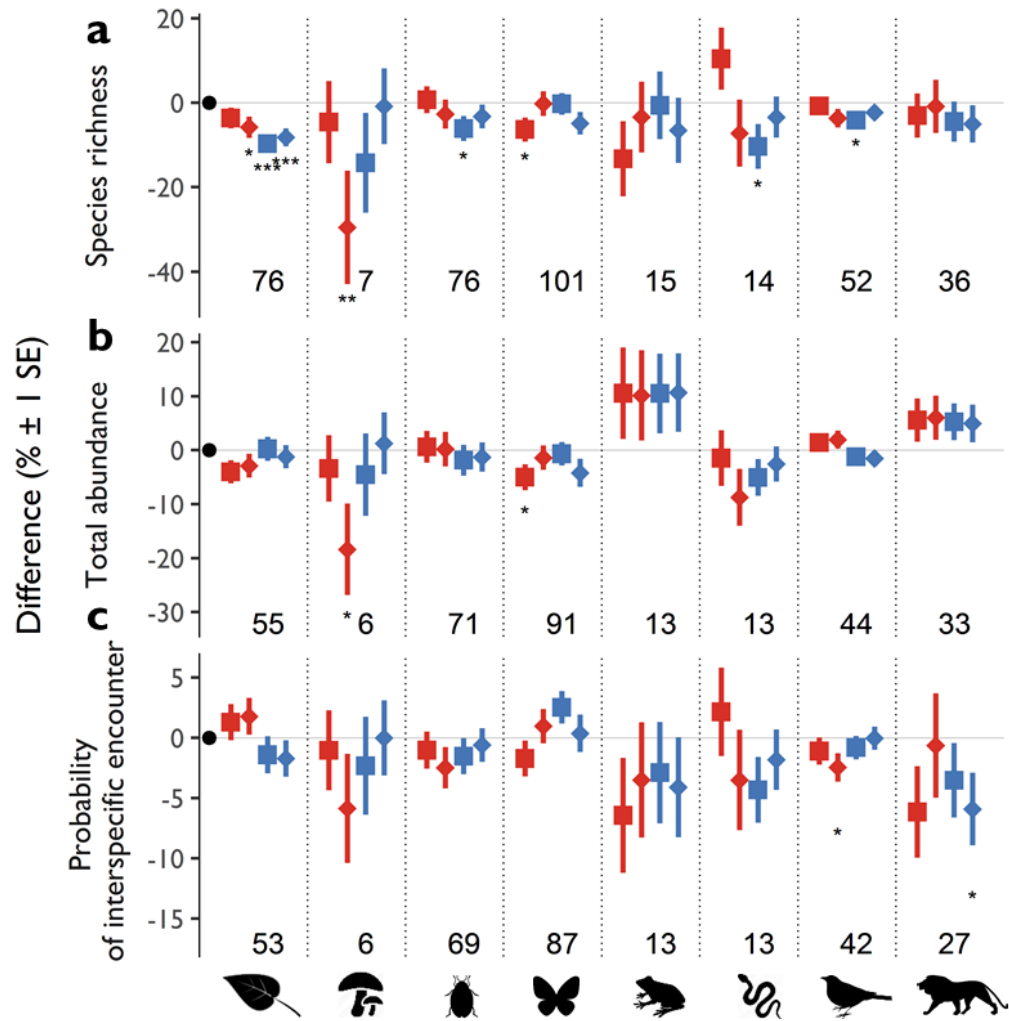 Difference (% ± 1 SE)
a
Species richness
20
0
-20
-40
* *** *** ** * * * *
76 7 76 101 15 14 52 36
b
Total abundance
20
10
0
-10
-20
-30
* *
55 6 71 91 13 13 44 33
c
Probability
of interspecific encounter
5
0
-5
-10
-15
* *
53 6 69 87 13 13 42 27